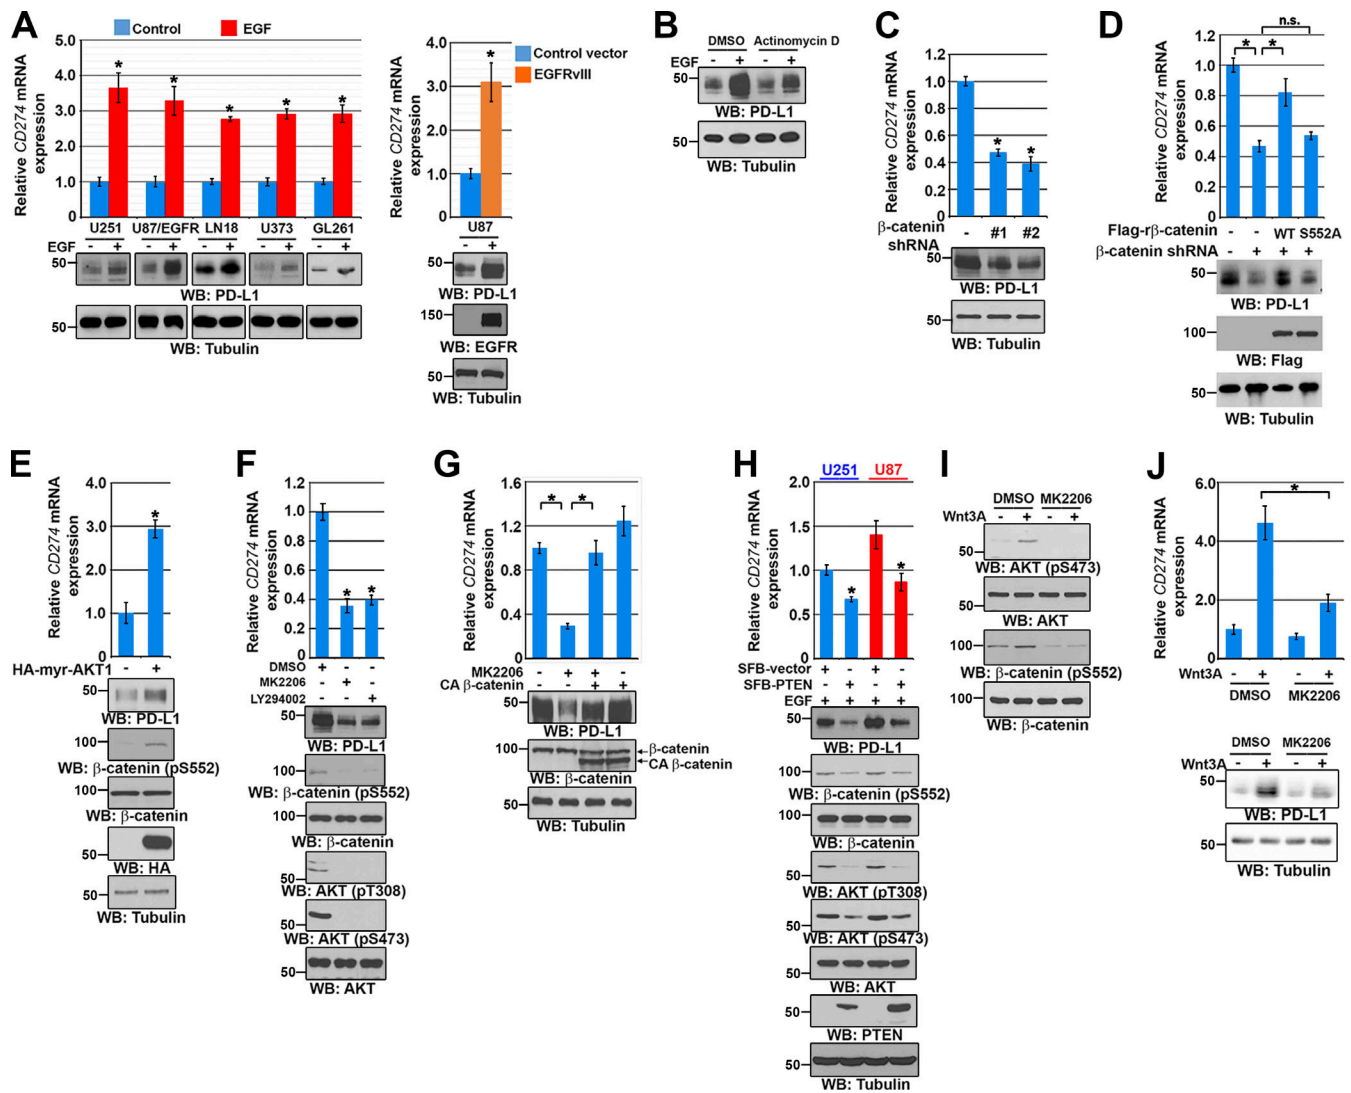 A
Control
EGF
Relative CD274 mRNA
expression
5.0
4.0
3.0
2.0
1.0
0
U251 U87/EGFR LN18 U373 GL261
EGF - + - + - + - + - +
50
WB: PD-L1
50
WB: Tubulin
Relative CD274 mRNA
expression
4.0
3.0
2.0
1.0
0
*
Control vector
EGFRvIII
U87
- +
50
WB: PD-L1
150
WB: EGFR
50
WB: Tubulin
B
DMSO Actinomycin D
EGF - + - +
50
WB: PD-L1
50
WB: Tubulin
C
Relative CD274 mRNA
expression
1.2
1.0
0.8
0.6
0.4
0.2
0
* *
β-catenin
shRNA
- #1 #2
50
WB: PD-L1
50
WB: Tubulin
D
n.s.
* *
Relative CD274 mRNA
expression
1.2
1.0
0.8
0.6
0.4
0.2
0
Flag-rβ-catenin - - WT S552A
β-catenin shRNA - + + +
50
WB: PD-L1
100
WB: Flag
50
WB: Tubulin
E
Relative CD274 mRNA
expression
4.0
3.0
2.0
1.0
0
*
HA-myr-AKT1 - +
50
WB: PD-L1
100
WB: β-catenin (pS552)
100
WB: β-catenin
50
WB: HA
50
WB: Tubulin
F
Relative CD274 mRNA
expression
1.2
1.0
0.8
0.6
0.4
0.2
0
* *
DMSO +
MK2206 +
LY294002 +
50
WB: PD-L1
100
WB: β-catenin (pS552)
100
WB: β-catenin
50
WB: AKT (pT308)
50
WB: AKT (pS473)
50
WB: AKT
G
Relative CD274 mRNA
expression
1.6
1.2
0.8
0.4
0
* *
MK2206 - + + -
CA β-catenin - - + +
50
WB: PD-L1
100
β-catenin
CA β-catenin
WB: β-catenin
50
WB: Tubulin
H
U251 U87
Relative CD274 mRNA
expression
2.0
1.5
1.0
0.5
0
* *
SFB-vector + - + -
SFB-PTEN - + - +
EGF + + + +
50
WB: PD-L1
100
WB: β-catenin (pS552)
100
WB: β-catenin
50
WB: AKT (pT308)
50
WB: AKT (pS473)
50
WB: AKT
50
WB: PTEN
50
WB: Tubulin
I
DMSO MK2206
Wnt3A - + - +
50
WB: AKT (pS473)
50
WB: AKT
100
WB: β-catenin (pS552)
100
WB: β-catenin
J
Relative CD274 mRNA
expression
6.0
4.0
2.0
0
*
Wnt3A - + - +
DMSO MK2206
DMSO MK2206
Wnt3A - + - +
50
WB: PD-L1
50
WB: Tubulin